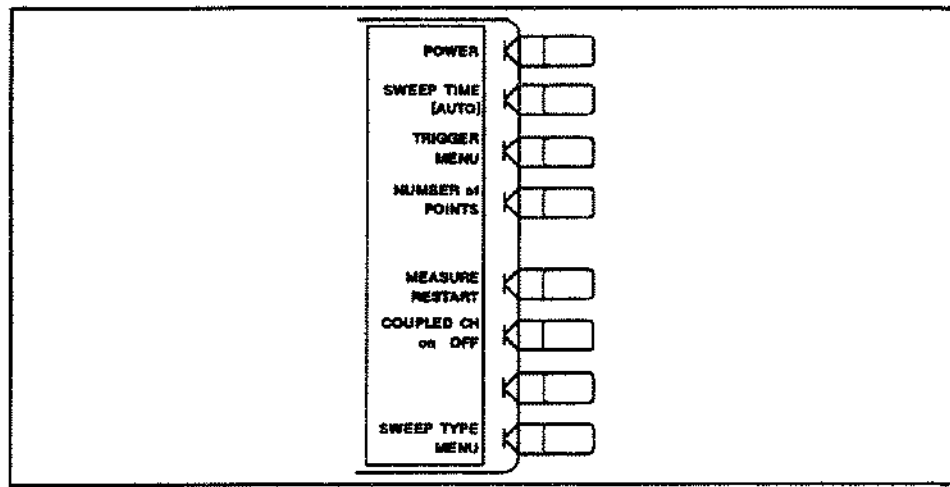 POWER
SWEEP TIME
[AUTO]
TRIGGER
MENU
NUMBER of
POINTS
MEASURE
RESTART
COUPLED CH
on OFF
SWEEP TYPE
MENU